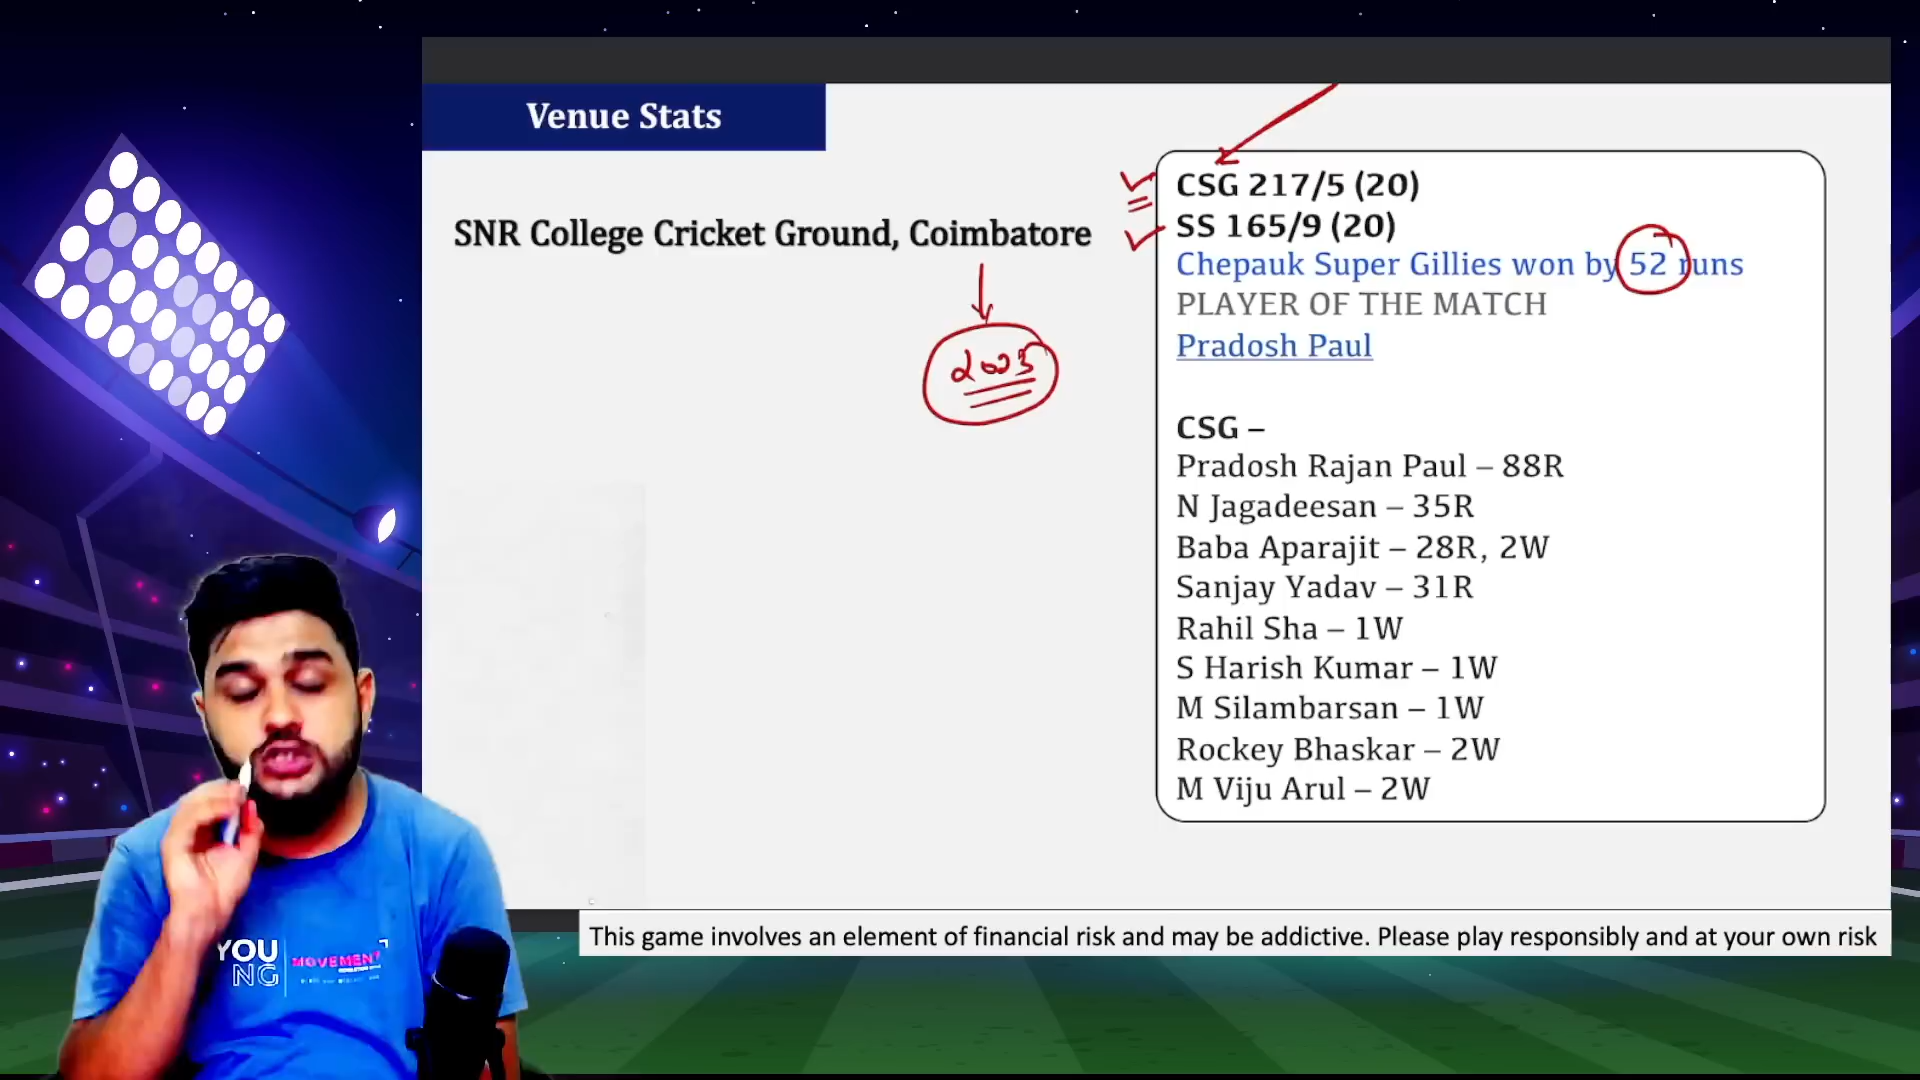 Venue Stats
SNR College Cricket Ground, Coimbatore
2023
CSG 217/5 (20)
SS 165/9 (20)
Chepauk Super Gillies won by 52 runs
PLAYER OF THE MATCH
Pradosh Paul
CSG –
Pradosh Rajan Paul – 88R
N Jagadeesan – 35R
Baba Aparajit – 28R, 2W
Sanjay Yadav – 31R
Rahil Sha – 1W
S Harish Kumar – 1W
M Silambarsan – 1W
Rockey Bhaskar – 2W
M Viju Arul – 2W
This game involves an element of financial risk and may be addictive. Please play responsibly and at your own risk
YOU
NG
MOVEMENT